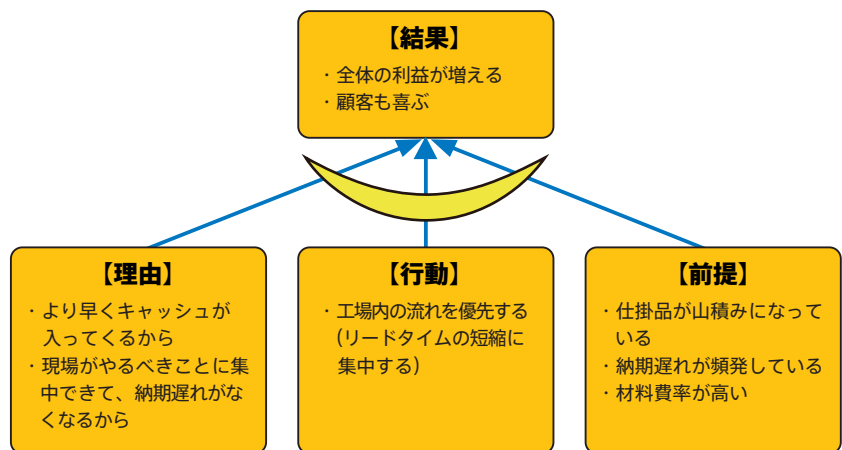 【結果】
・全体の利益が増える
・顧客も喜ぶ
【理由】
・より早くキャッシュが
入ってくるから
・現場がやるべきことに集
中できて、納期遅れがな
くなるから
【行動】
・工場内の流れを優先する
(リードタイムの短縮に
集中する)
【前提】
・仕掛品が山積みになって
いる
・納期遅れが頻発している
・材料費率が高い